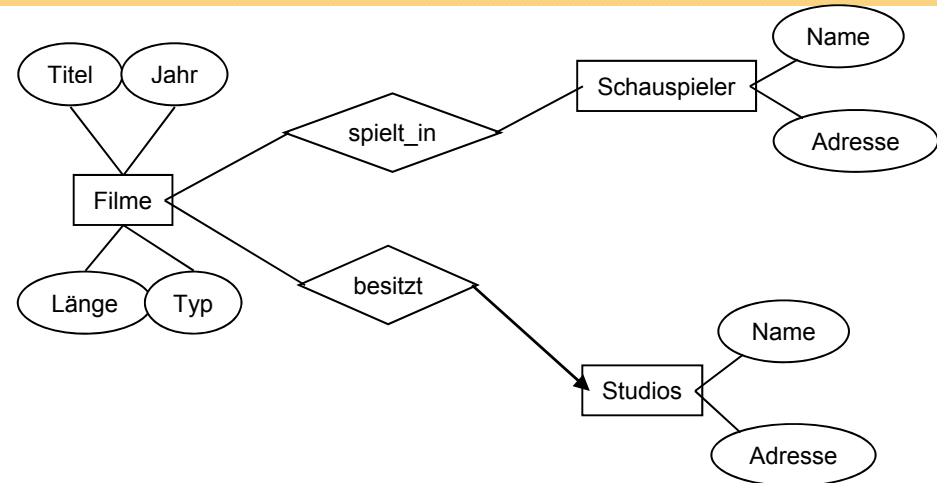 Name
Titel Jahr
Schauspieler
spielt_in
Adresse
Filme
besitzt
Länge Typ
Name
Studios
Adresse